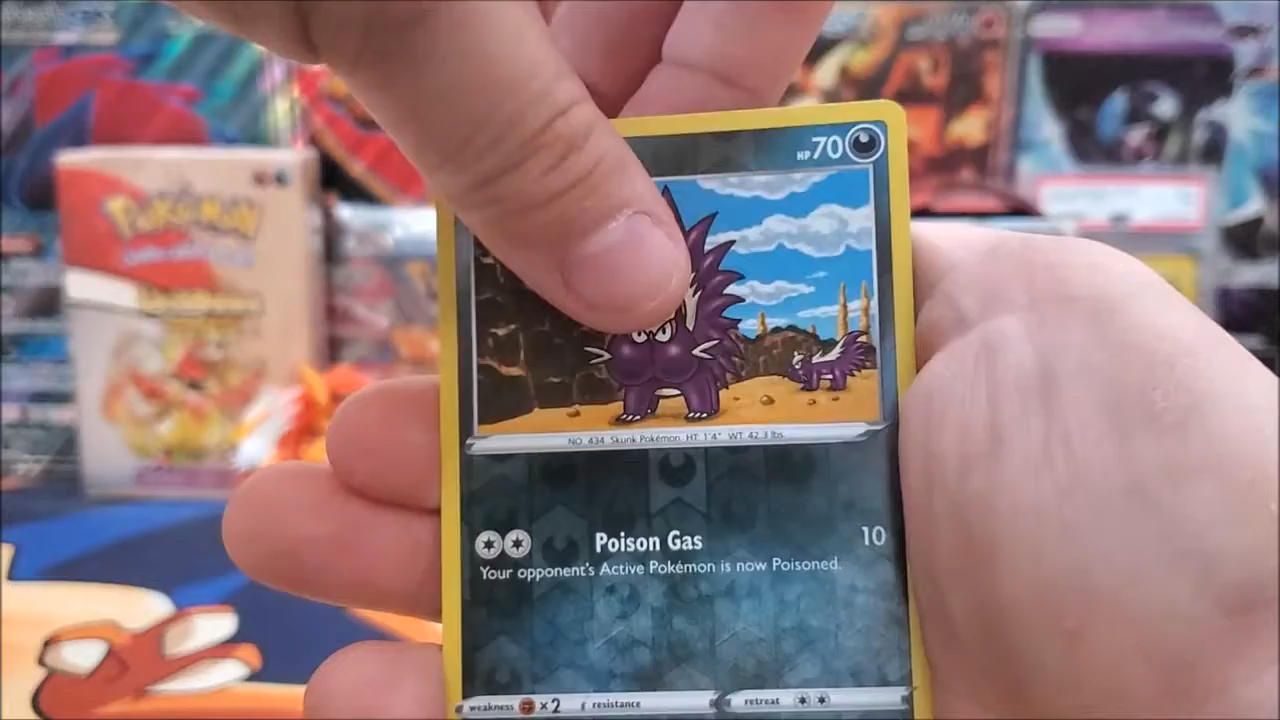 HP 70
Pokémon
NO. 434 Skunk Pokémon HT 1'4" WT 42.3 lbs.
Poison Gas 10
Your opponent's Active Pokémon is now Poisoned.
weakness ×2 resistance retreat